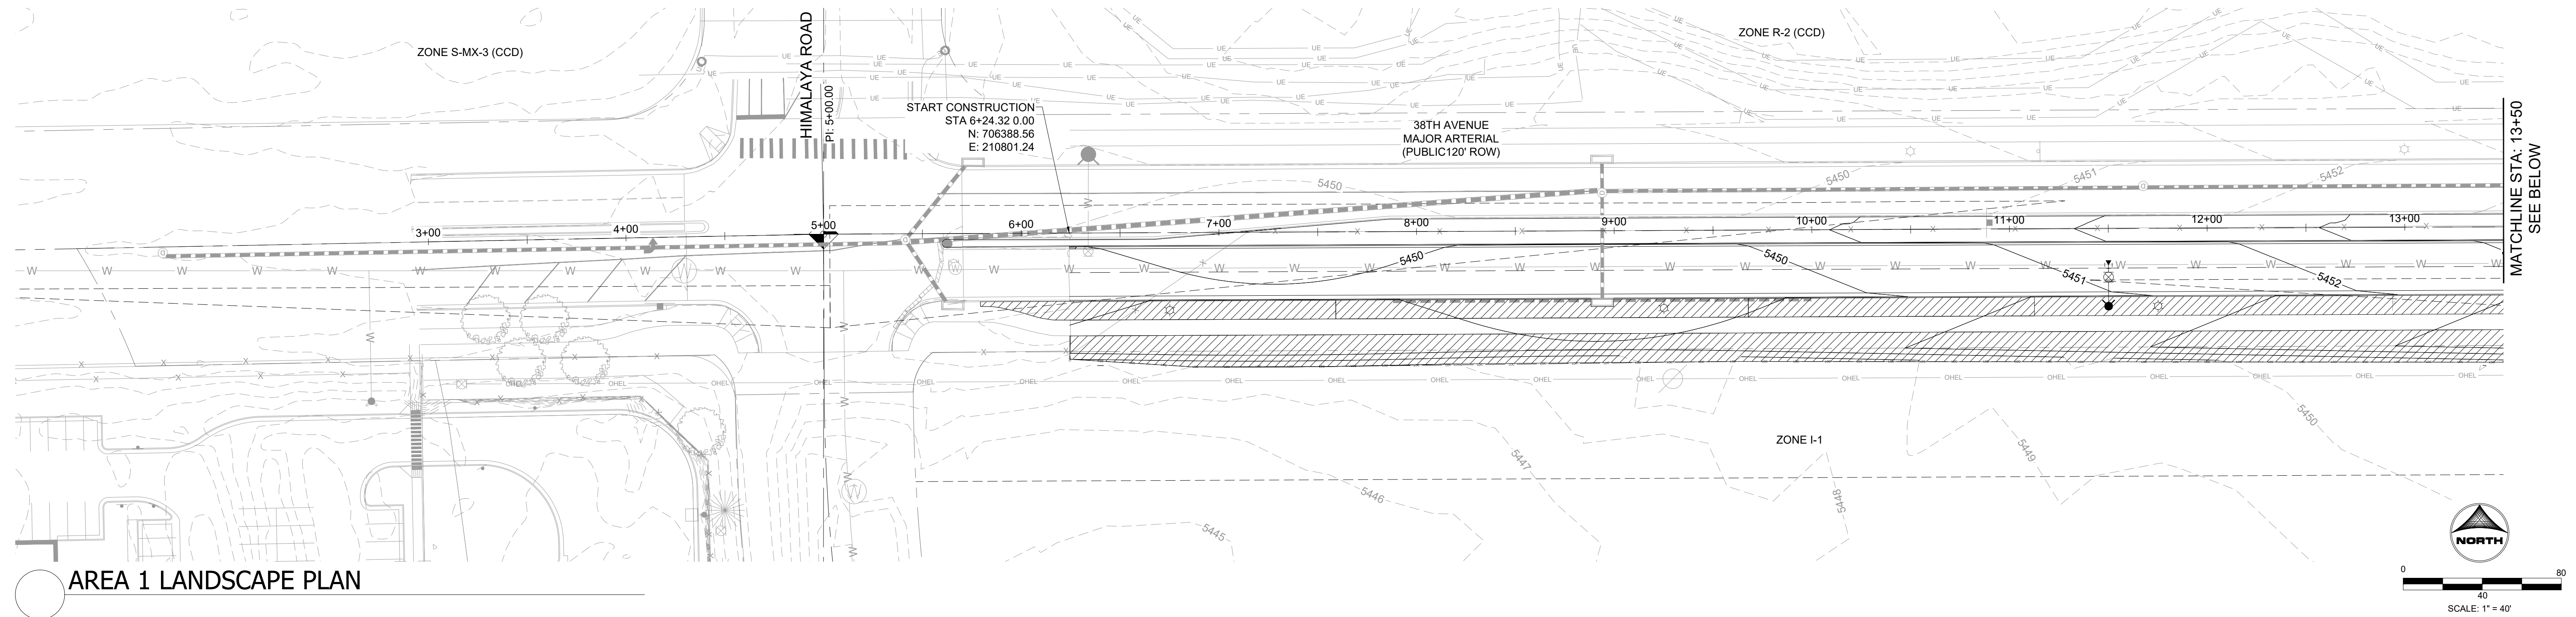 ZONE S-MX-3 (CCD)
HIMALAYA ROAD
PI: 5+00.00
ZONE R-2 (CCD)
START CONSTRUCTION
STA 6+24.32 0.00
N: 706388.56
E: 210801.24
38TH AVENUE
MAJOR ARTERIAL
(PUBLIC120' ROW)
MATCHLINE STA: 13+50
SEE BELOW
5450
5450
5451
5452
3+00
4+00
5+00
6+00
7+00
8+00
9+00
10+00
11+00
12+00
13+00
5450
5450
5451
5452
ZONE I-1
5445
5446
5447
5448
5449
5450
NORTH
0
80
40
SCALE: 1" = 40'
AREA 1 LANDSCAPE PLAN